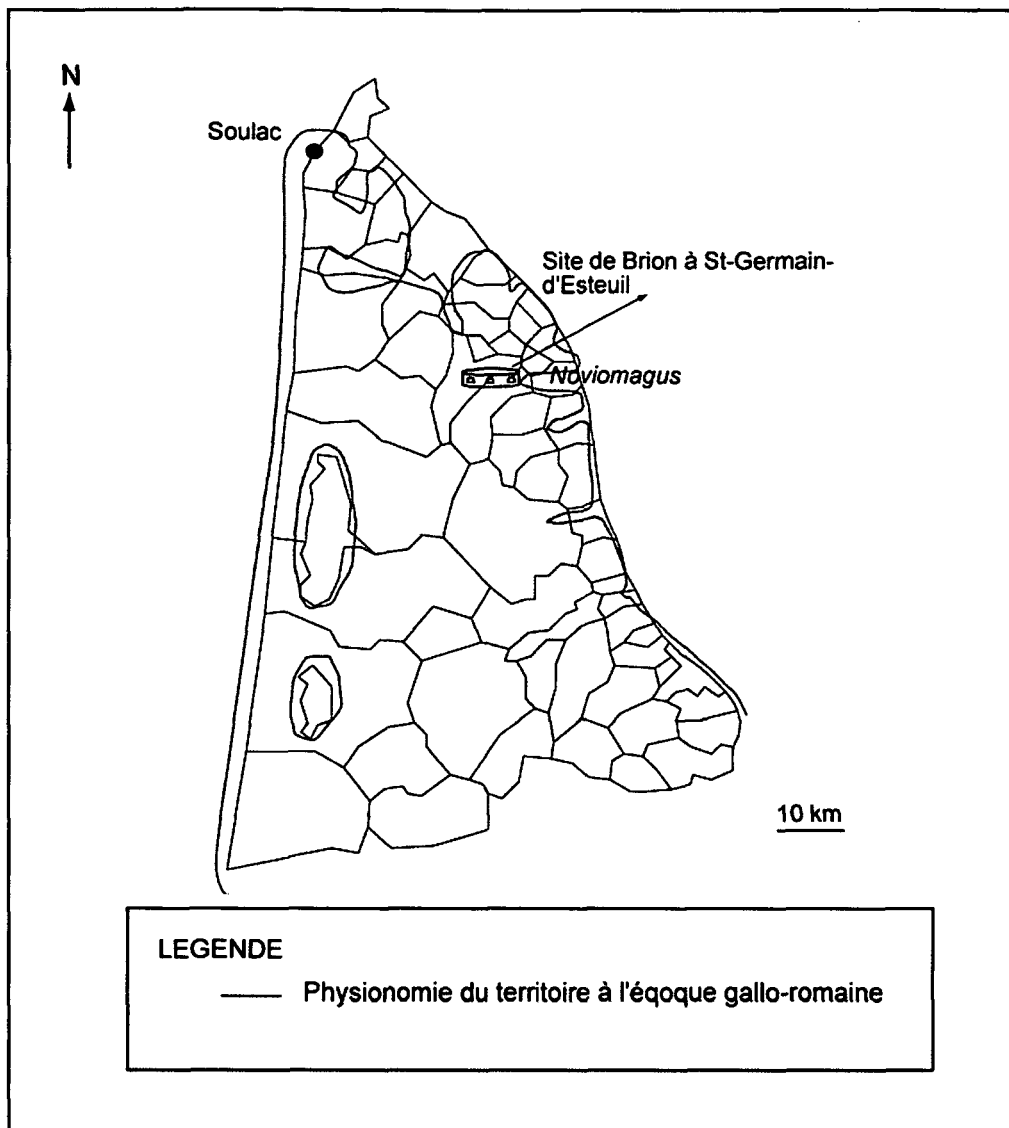 N
Soulac
Site de Brion à St-Germain-
d'Esteuil
Noviomagus
10 km
LEGENDE
Physionomie du territoire à l'éqoque gallo-romaine